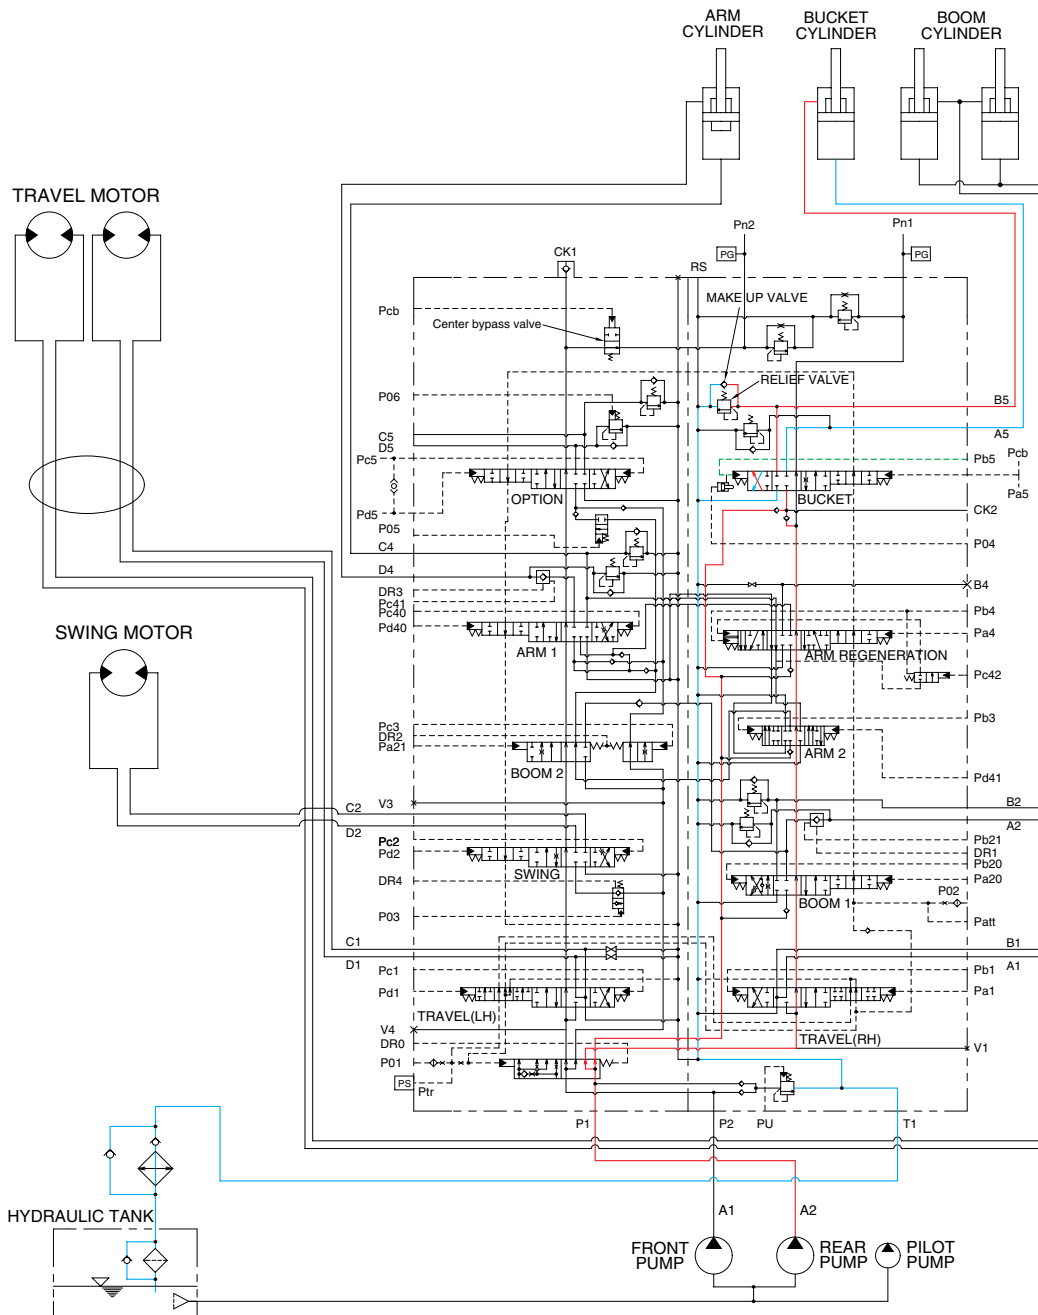 ARM
CYLINDER
BUCKET
CYLINDER
BOOM
CYLINDER
TRAVEL MOTOR
Pn2
Pn1
PG
PG
CK1
RS
MAKE UP VALVE
Pcb
Center bypass valve
RELIEF VALVE
P06
B5
C5
D5
A5
Pc5
Pb5
Pcb
OPTION
BUCKET
Pa5
Pd5
CK2
P05
P04
C4
D4
B4
DR3
Pc41
Pc40
Pb4
Pd40
Pa4
SWING MOTOR
ARM 1
ARM REGENERATION
Pc42
Pc3
DR2
Pa21
Pb3
BOOM 2
ARM 2
Pd41
C2
V3
B2
D2
A2
Pc2
Pd2
Pb21
DR1
Pb20
SWING
Pa20
DR4
BOOM 1
P02
P03
Patt
C1
B1
D1
A1
Pc1
Pb1
Pd1
Pa1
TRAVEL(LH)
V4
TRAVEL(RH)
V1
DR0
P01
PS
Ptr
P1
P2
PU
T1
HYDRAULIC TANK
A1
A2
FRONT
PUMP
REAR
PUMP
PILOT
PUMP